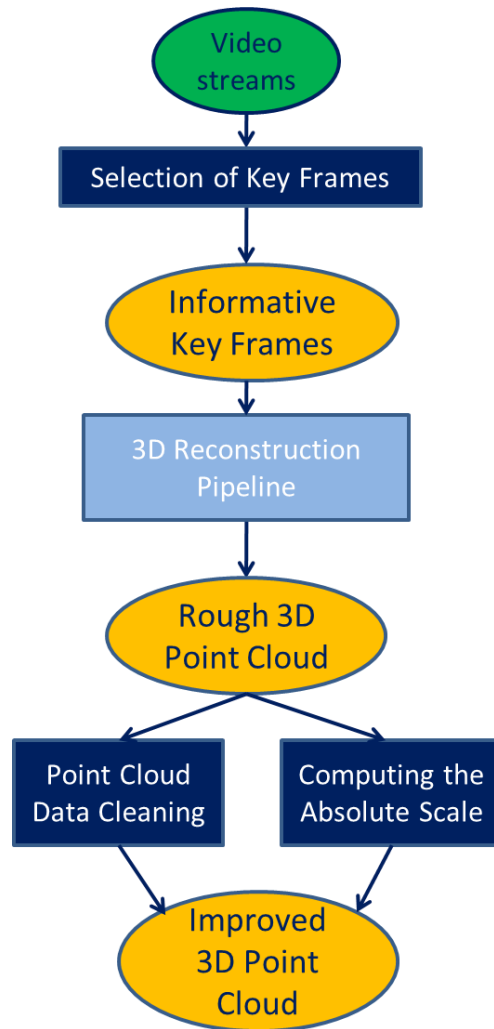 Video
streams
Selection of Key Frames
Informative
Key Frames
3D Reconstruction
Pipeline
Rough 3D
Point Cloud
Point Cloud
Data Cleaning
Computing the
Absolute Scale
Improved
3D Point
Cloud